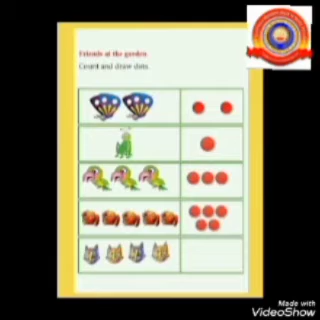 Friends at the garden
Count and draw dots.
Made with
VideoShow